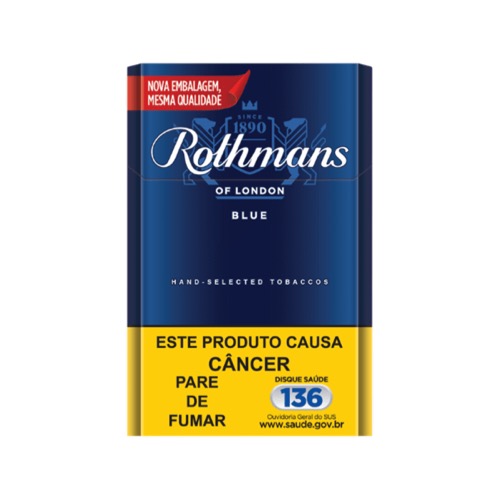 NOVA EMBALAGEM,
MESMA QUALIDADE
SINCE
1890
Rothmans
OF LONDON
BLUE
HAND-SELECTED TOBACCOS
ESTE PRODUTO CAUSA
CÂNCER
PARE
DE
FUMAR
DISQUE SAÚDE
136
Ouvidoria Geral do SUS
www.saude.gov.br